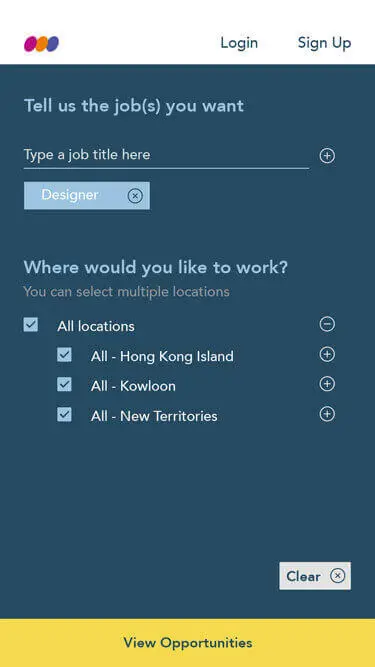 Login Sign Up
Tell us the job(s) you want
Type a job title here
Designer
Where would you like to work?
You can select multiple locations
All locations
All - Hong Kong Island
All - Kowloon
All - New Territories
Clear
View Opportunities